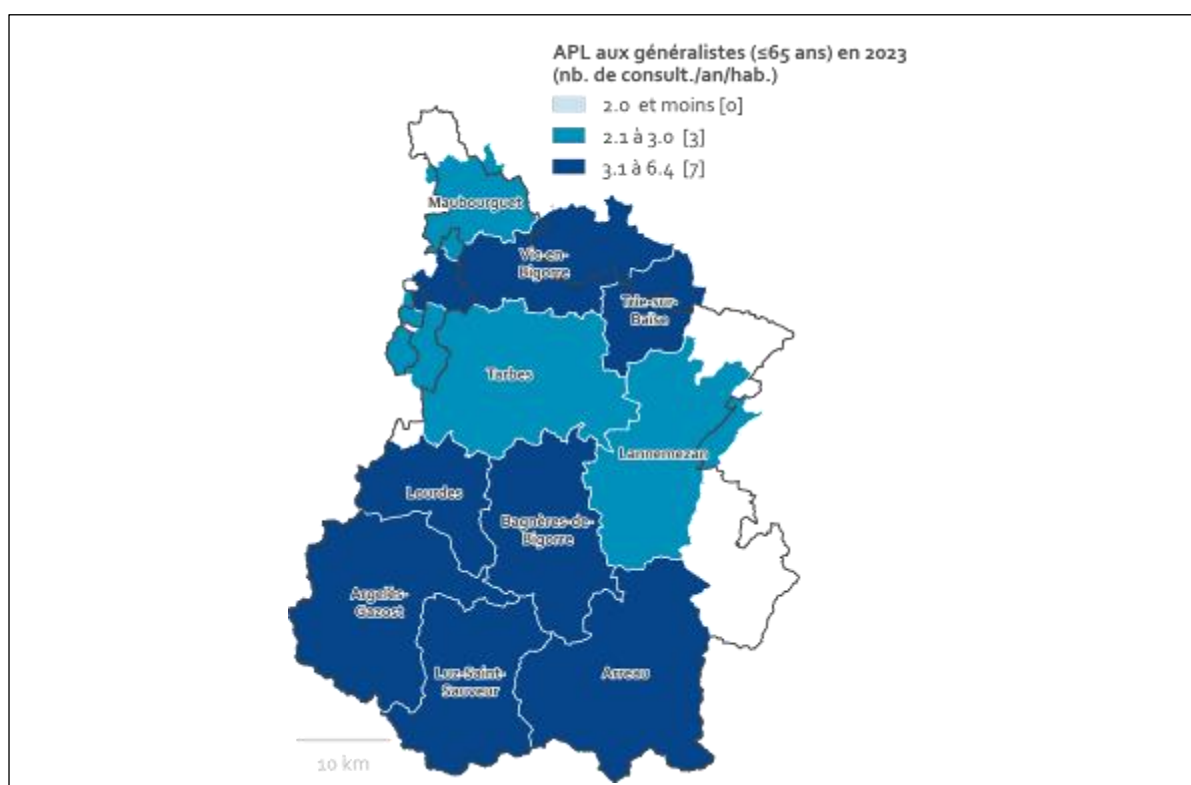 APL aux généralistes (≤65 ans) en 2023
(nb. de consult./an/hab.)
2.0 et moins [0]
2.1 à 3.0 [3]
3.1 à 6.4 [7]
Maubourguet
Vic-en-
Bigorre
Trie-sur-
Baïse
Tarbes
Lannemezan
Lourdes
Bagnères-de-
Bigorre
Argelès-
Gazost
Luz-Saint-
Sauveur
Arreau
10 km